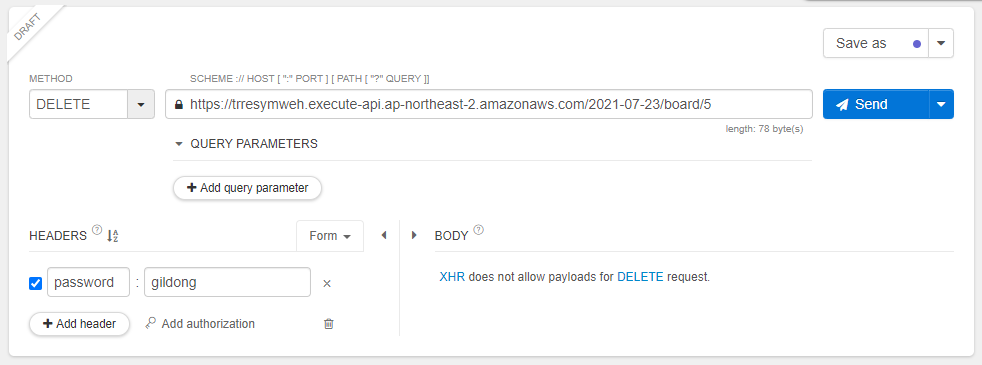 DRAFT
Save as
METHOD
SCHEME :// HOST [ ":" PORT ] [ PATH [ "?" QUERY ]]
DELETE
https://trresymweh.execute-api.ap-northeast-2.amazonaws.com/2021-07-23/board/5
Send
length: 78 byte(s)
QUERY PARAMETERS
+ Add query parameter
HEADERS ? A Z
Form
BODY ?
XHR does not allow payloads for DELETE request.
password : gildong ×
+ Add header
Add authorization